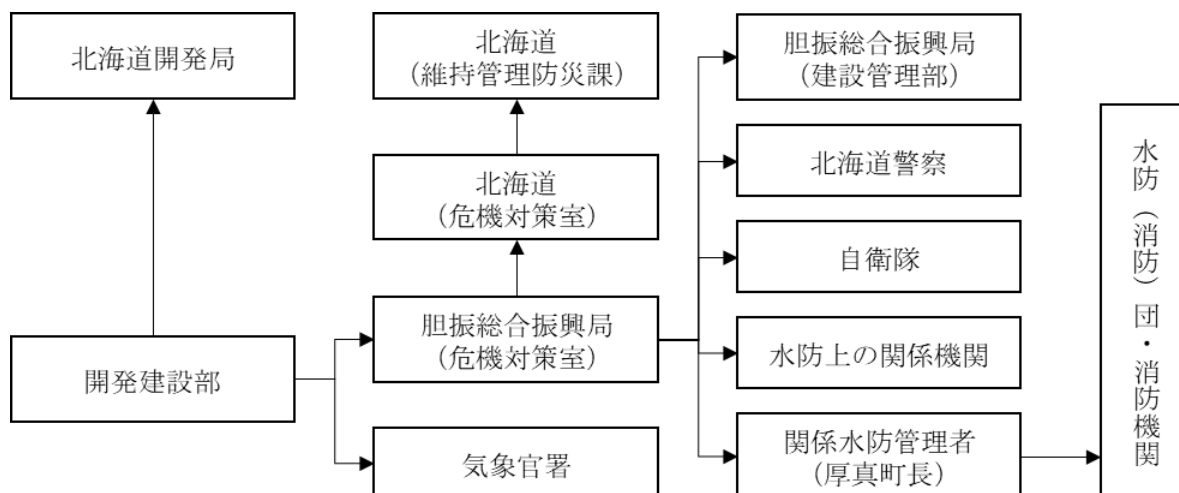 北海道開発局
北海道
（維持管理防災課）
胆振総合振興局
（建設管理部）
北海道
（危機対策室）
北海道警察
自衛隊
胆振総合振興局
（危機対策室）
水防上の関係機関
開発建設部
気象官署
関係水防管理者
（厚真町長）
水防（消防）団・消防機関